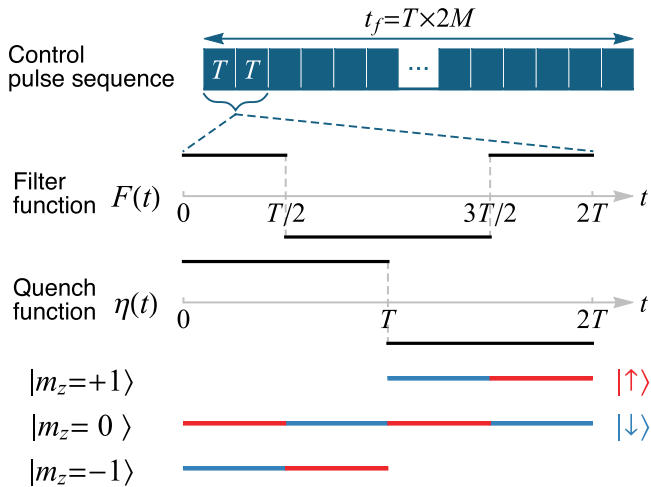 t_f=T×2M
Control
pulse sequence
T T ...
Filter
function F(t)
0 T/2 3T/2 2T t
Quench
function η(t)
0 T 2T t
|m_z=+1⟩ |↑⟩
|m_z= 0 ⟩ |↓⟩
|m_z=−1⟩